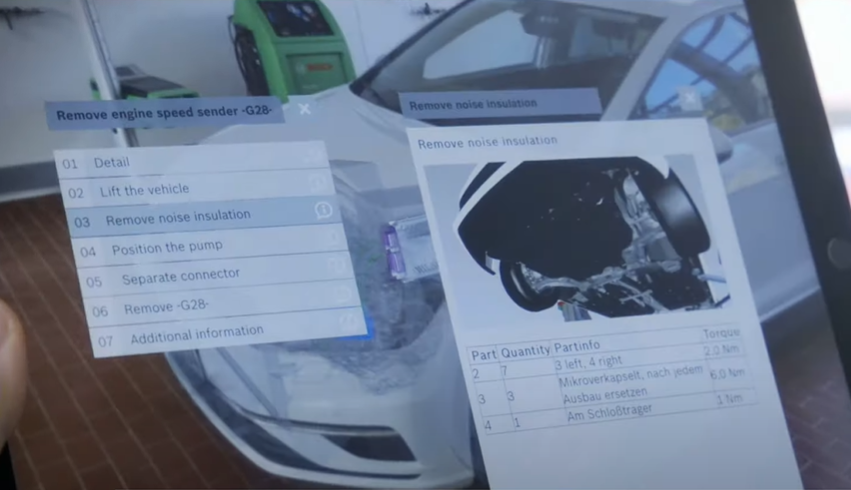 BOSCH
Remove engine speed sender -G28-
01 Detail
02 Lift the vehicle
03 Remove noise insulation
04 Position the pump
05 Separate connector
06 Remove -G28-
07 Additional information
Remove noise insulation
Remove noise insulation
Part Quantity Partinfo Torque
2 7 3 left, 4 right 2.0 Nm
3 3 Mikroverkapselt, nach jedem
Ausbau ersetzen 6.0 Nm
4 1 Am Schloßträger 1 Nm